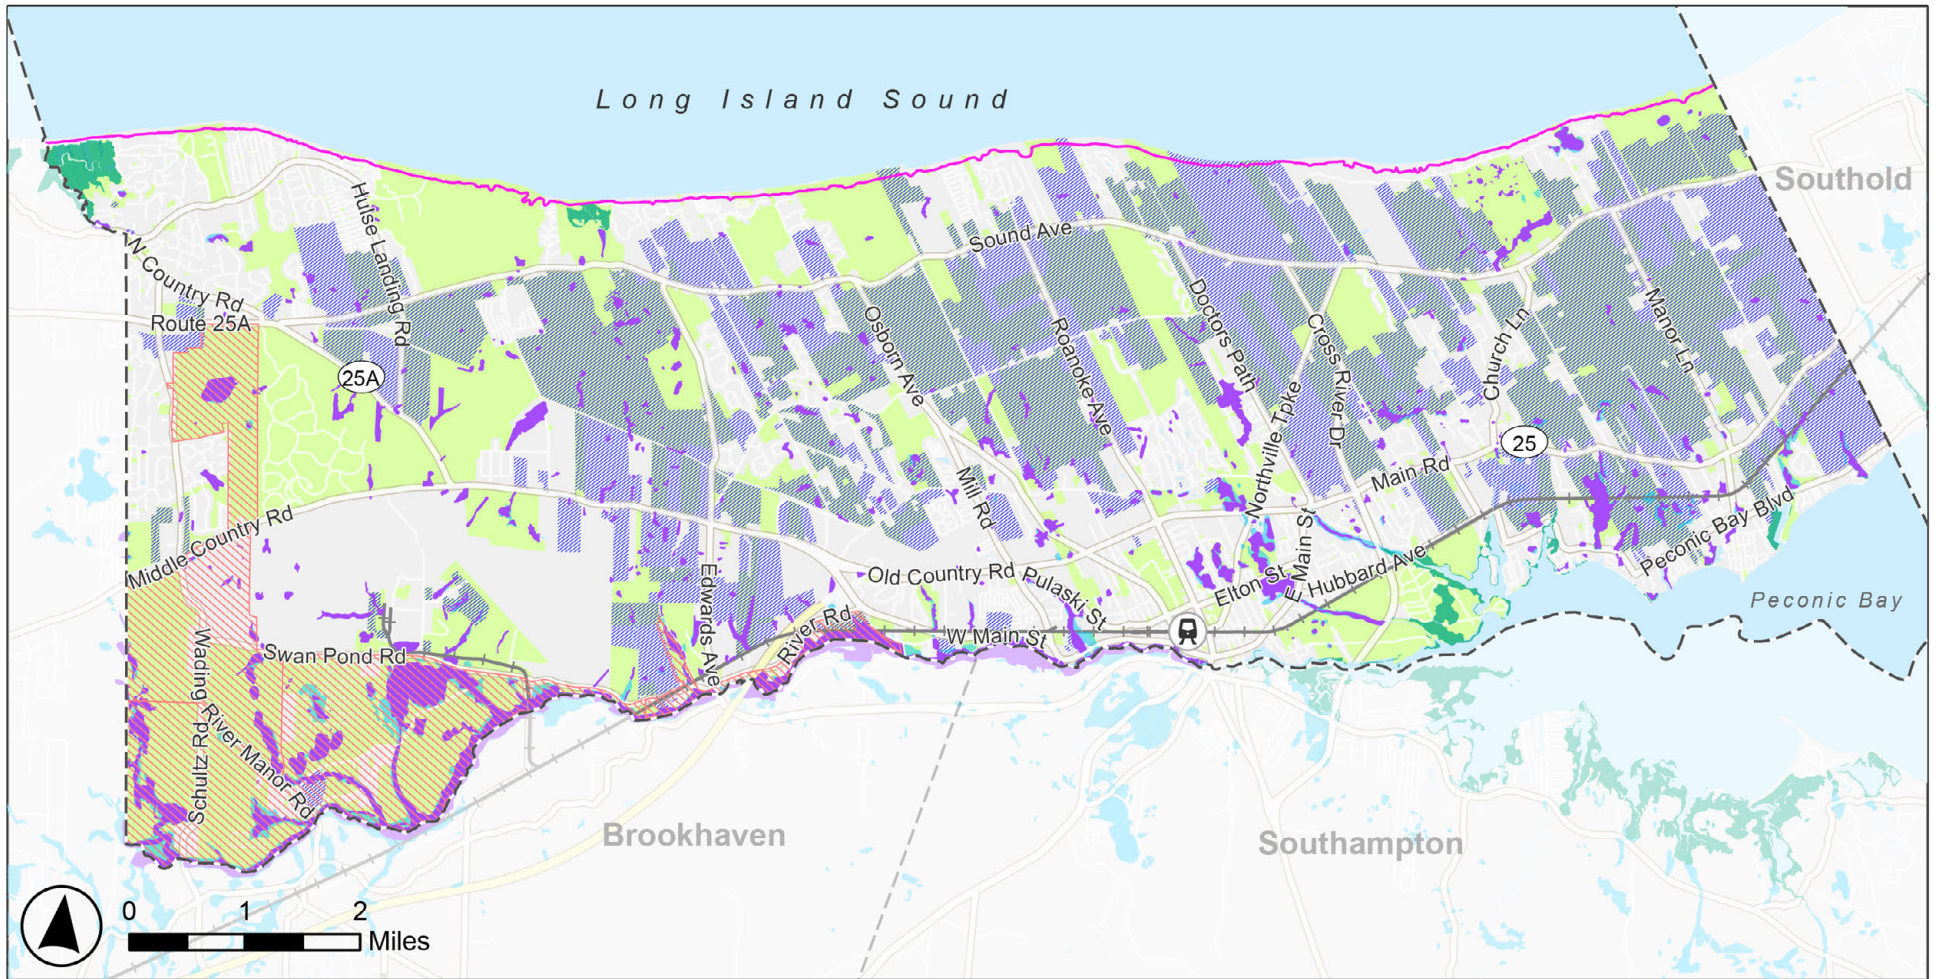 Long Island Sound
Southold
Hulse Landing Rd
Sound Ave
N Country Rd
Route 25A
Doctors Path
Manor Ln
Osborn Ave
Cross River Dr
Church Ln
Roanoke Ave
25A
Northville Tpke
25
Main Rd
Mill Rd
Middle Country Rd
E Main St
Peconic Bay Blvd
Old Country Rd
Pulaski St
Elton St
Hubbard Ave
Edwards Ave
Peconic Bay
River Rd
W Main St
Swan Pond Rd
Wading River Manor Rd
Schultz Rd
Brookhaven
Southampton
0 1 2
Miles